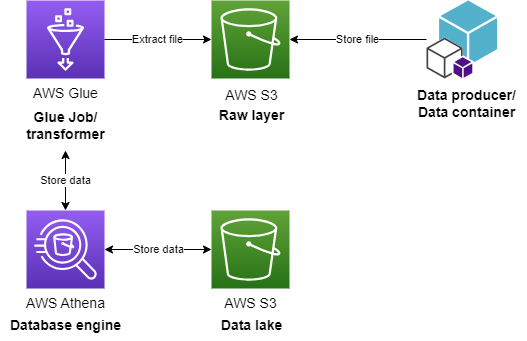 Extract file
Store file
AWS Glue
Glue Job/
transformer
AWS S3
Raw layer
Data producer/
Data container
Store data
Store data
AWS Athena
Database engine
AWS S3
Data lake